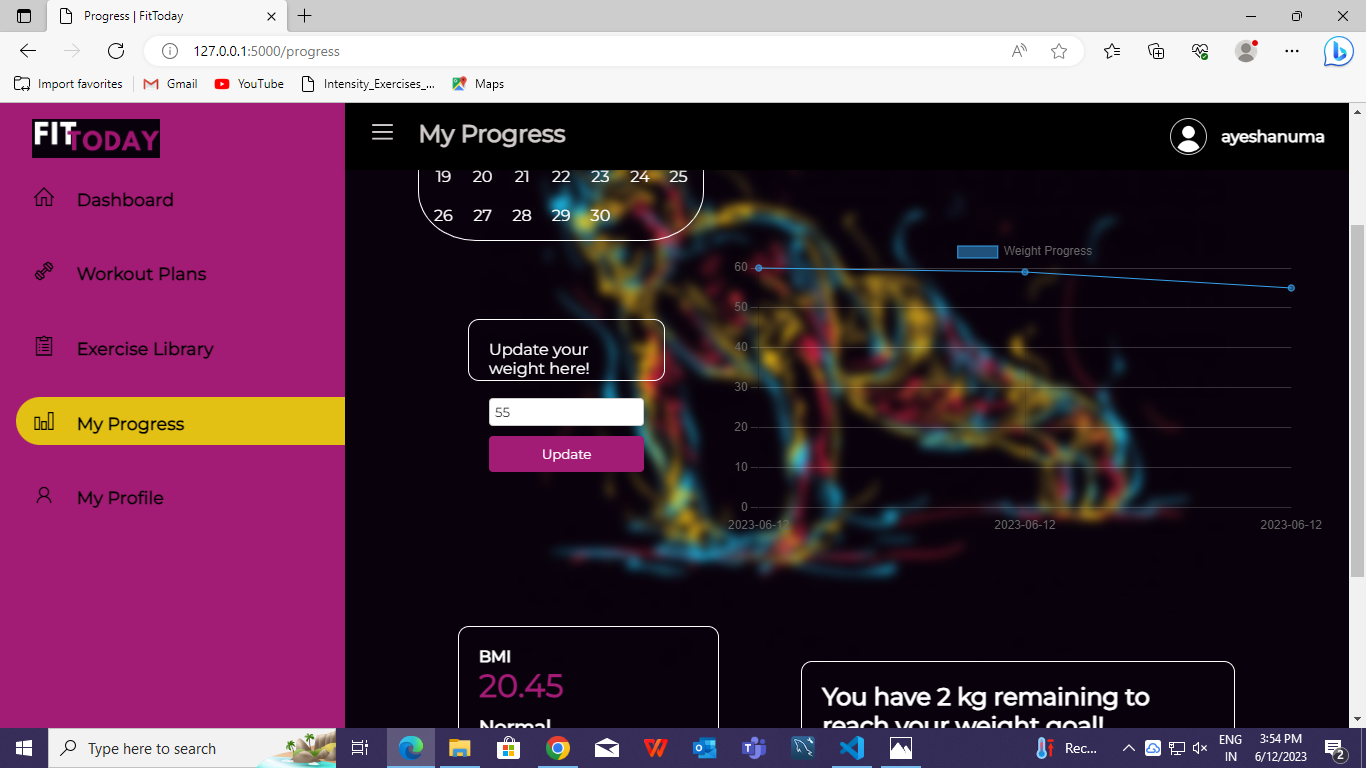 Progress | FitToday
127.0.0.1:5000/progress
Import favorites
Gmail
YouTube
Intensity_Exercises_...
Maps
FIT TODAY
My Progress
ayeshanuma
Dashboard
Workout Plans
Exercise Library
My Progress
My Profile
19 20 21 22 23 24 25
26 27 28 29 30
Update your
weight here!
55
Update
Weight Progress
60
50
40
30
20
10
0
2023-06-12 2023-06-12 2023-06-12
BMI
20.45
Normal
You have 2 kg remaining to
reach your weight goal!
Type here to search
Rec...
ENG
IN
3:54 PM
6/12/2023
2